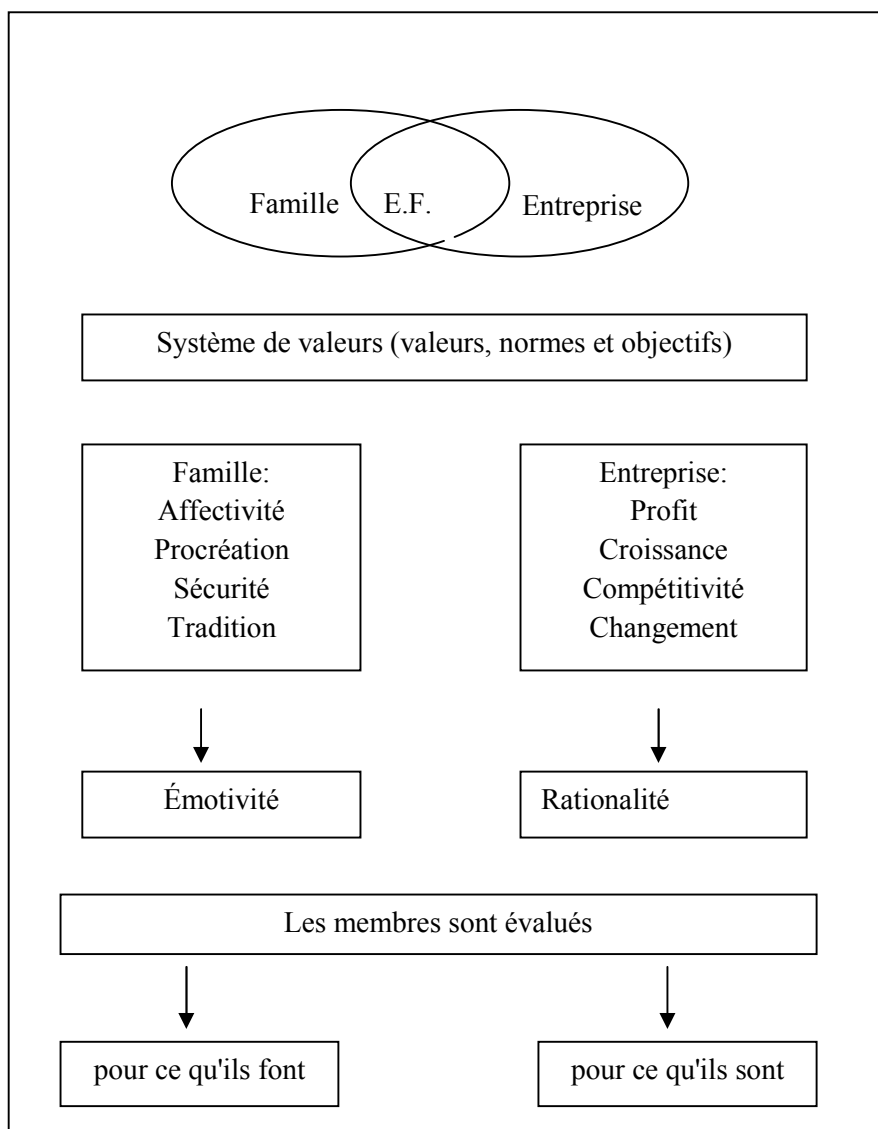 Famille E.F. Entreprise
Système de valeurs (valeurs, normes et objectifs)
Famille:
Affectivité
Procréation
Sécurité
Tradition
Entreprise:
Profit
Croissance
Compétitivité
Changement
Émotivité
Rationalité
Les membres sont évalués
pour ce qu'ils font
pour ce qu'ils sont